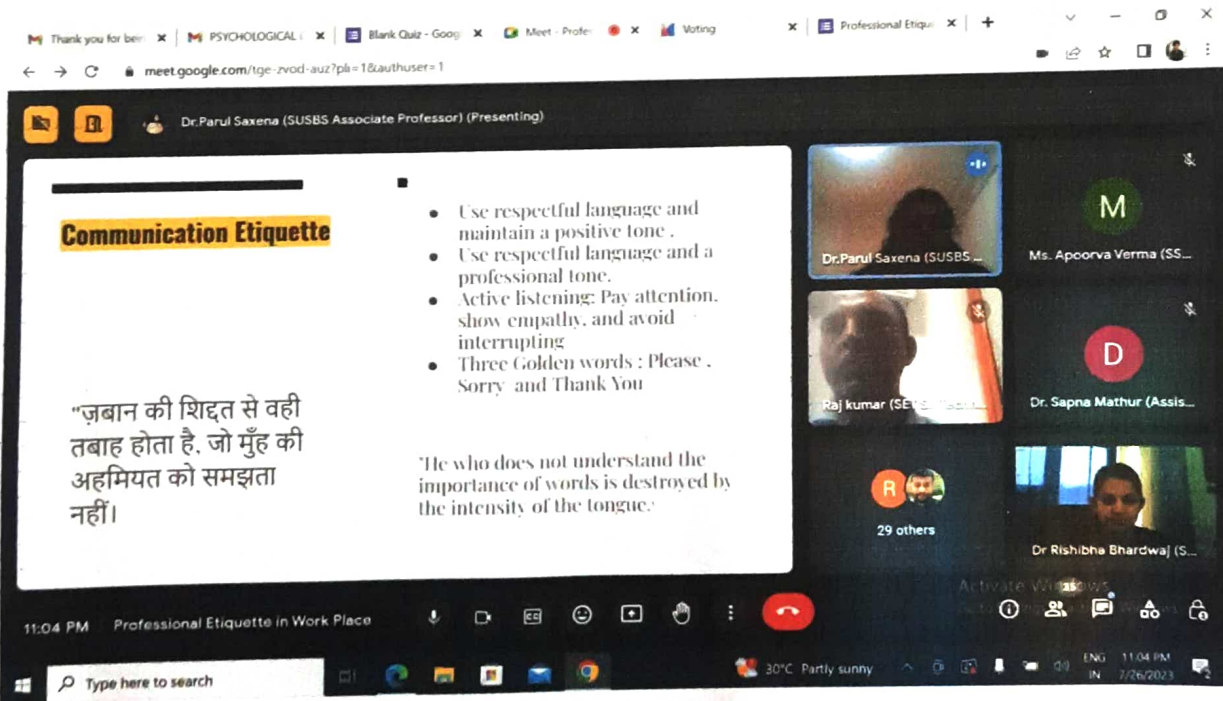 Thank you for bein
PSYCHOLOGICAL
Blank Quiz - Goog
Meet - Profe
Voting
Professional Etique
meet.google.com/tge-zvod-auz?pli=1&authuser=1
Dr.Parul Saxena (SUSBS Associate Professor) (Presenting)
Communication Etiquette
"ज़बान की शिद्दत से वही
तबाह होता है, जो मुँह की
अहमियत को समझता
नहीं।
Use respectful language and
maintain a positive tone .
Use respectful language and a
professional tone.
Active listening: Pay attention,
show empathy, and avoid
interrupting
Three Golden words : Please ,
Sorry and Thank You
"He who does not understand the
importance of words is destroyed by
the intensity of the tongue."
Dr.Parul Saxena (SUSBS ...
M
Ms. Apoorva Verma (SS...
Raj kumar
D
Dr. Sapna Mathur (Assis...
R
29 others
Dr Rishibha Bhardwaj (S...
Activate Windows
11:04 PM
Professional Etiquette in Work Place
CC
Type here to search
30°C Partly sunny
ENG
IN
11:04 PM
7/26/2023
2